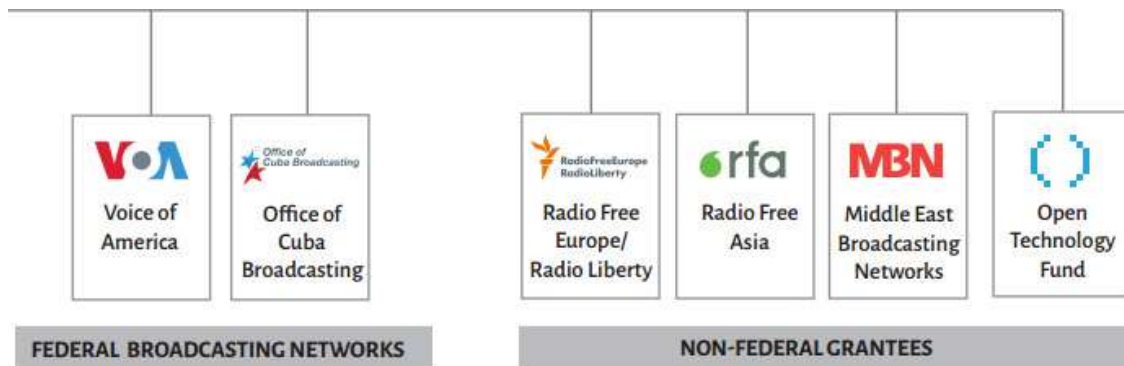 VOA
Office of
Cuba Broadcasting
RadioFreeEurope
RadioLiberty
rfa
MBN
Voice of
America
Office of
Cuba
Broadcasting
Radio Free
Europe/
Radio Liberty
Radio Free
Asia
Middle East
Broadcasting
Networks
Open
Technology
Fund
FEDERAL BROADCASTING NETWORKS
NON-FEDERAL GRANTEES